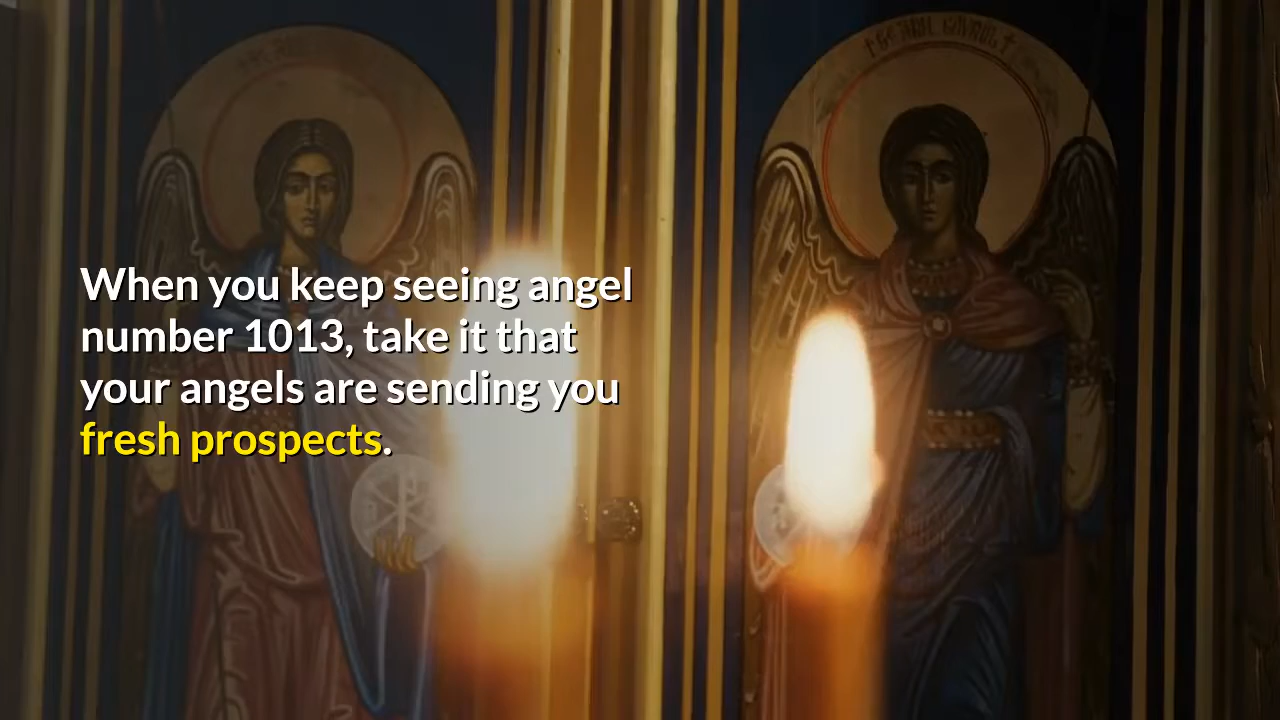 When you keep seeing angel
number 1013, take it that
your angels are sending you
fresh prospects.